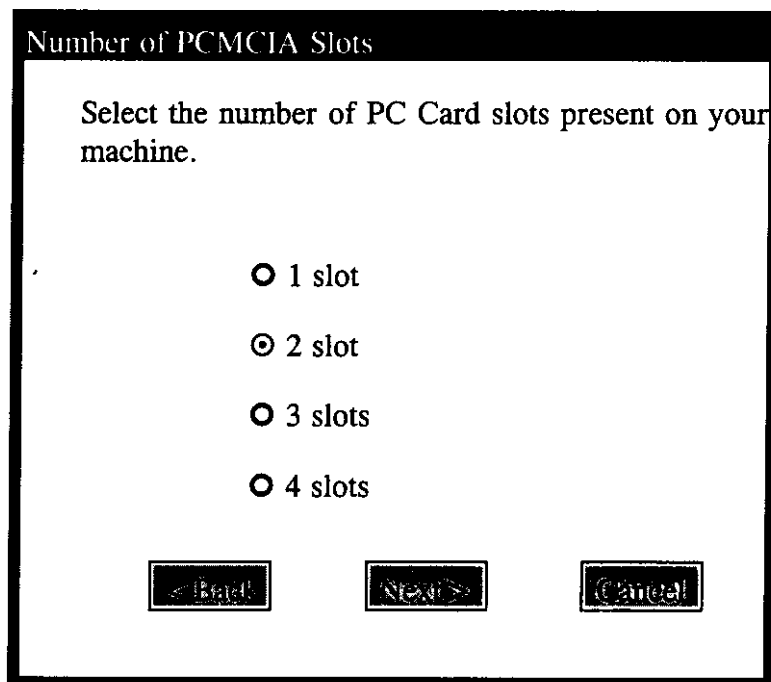 Number of PCMCIA Slots
Select the number of PC Card slots present on your
machine.
1 slot
2 slot
3 slots
4 slots
< Back
Next >
Cancel